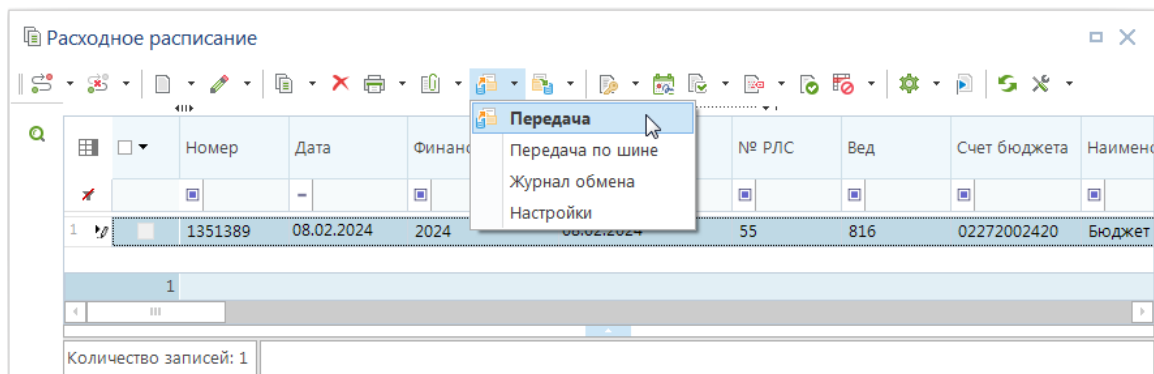 Расходное расписание
Передача
Передача по шине
Журнал обмена
Настройки
Номер Дата Финанс № РЛС Вед Счет бюджета Наимено
1 1351389 08.02.2024 2024 08.02.2024 55 816 02272002420 Бюджет
1
Количество записей: 1